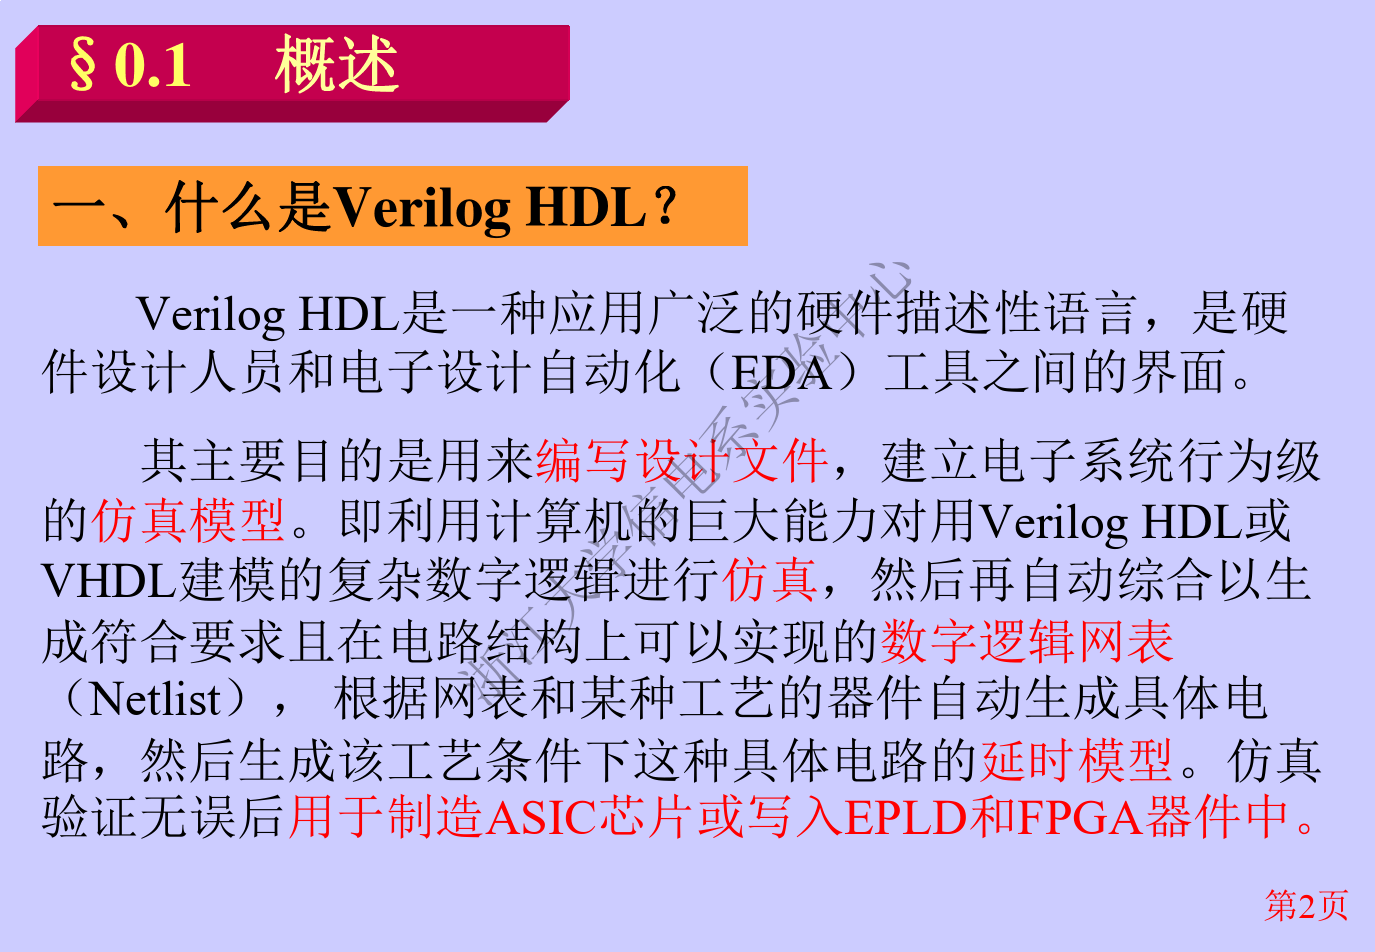 §0.1 概述
一、什么是Verilog HDL？
Verilog HDL是一种应用广泛的硬件描述性语言，是硬
件设计人员和电子设计自动化（EDA）工具之间的界面。
其主要目的是用来编写设计文件，建立电子系统行为级
的仿真模型。即利用计算机的巨大能力对用Verilog HDL或
VHDL建模的复杂数字逻辑进行仿真，然后再自动综合以生
成符合要求且在电路结构上可以实现的数字逻辑网表
（Netlist）， 根据网表和某种工艺的器件自动生成具体电
路，然后生成该工艺条件下这种具体电路的延时模型。仿真
验证无误后用于制造ASIC芯片或写入EPLD和FPGA器件中。
浙江大学信电系实验中心
第2页